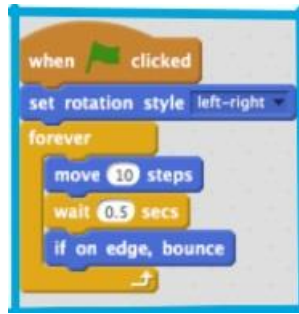 when clicked
set rotation style left-right
forever
move 10 steps
wait 0.5 secs
if on edge, bounce